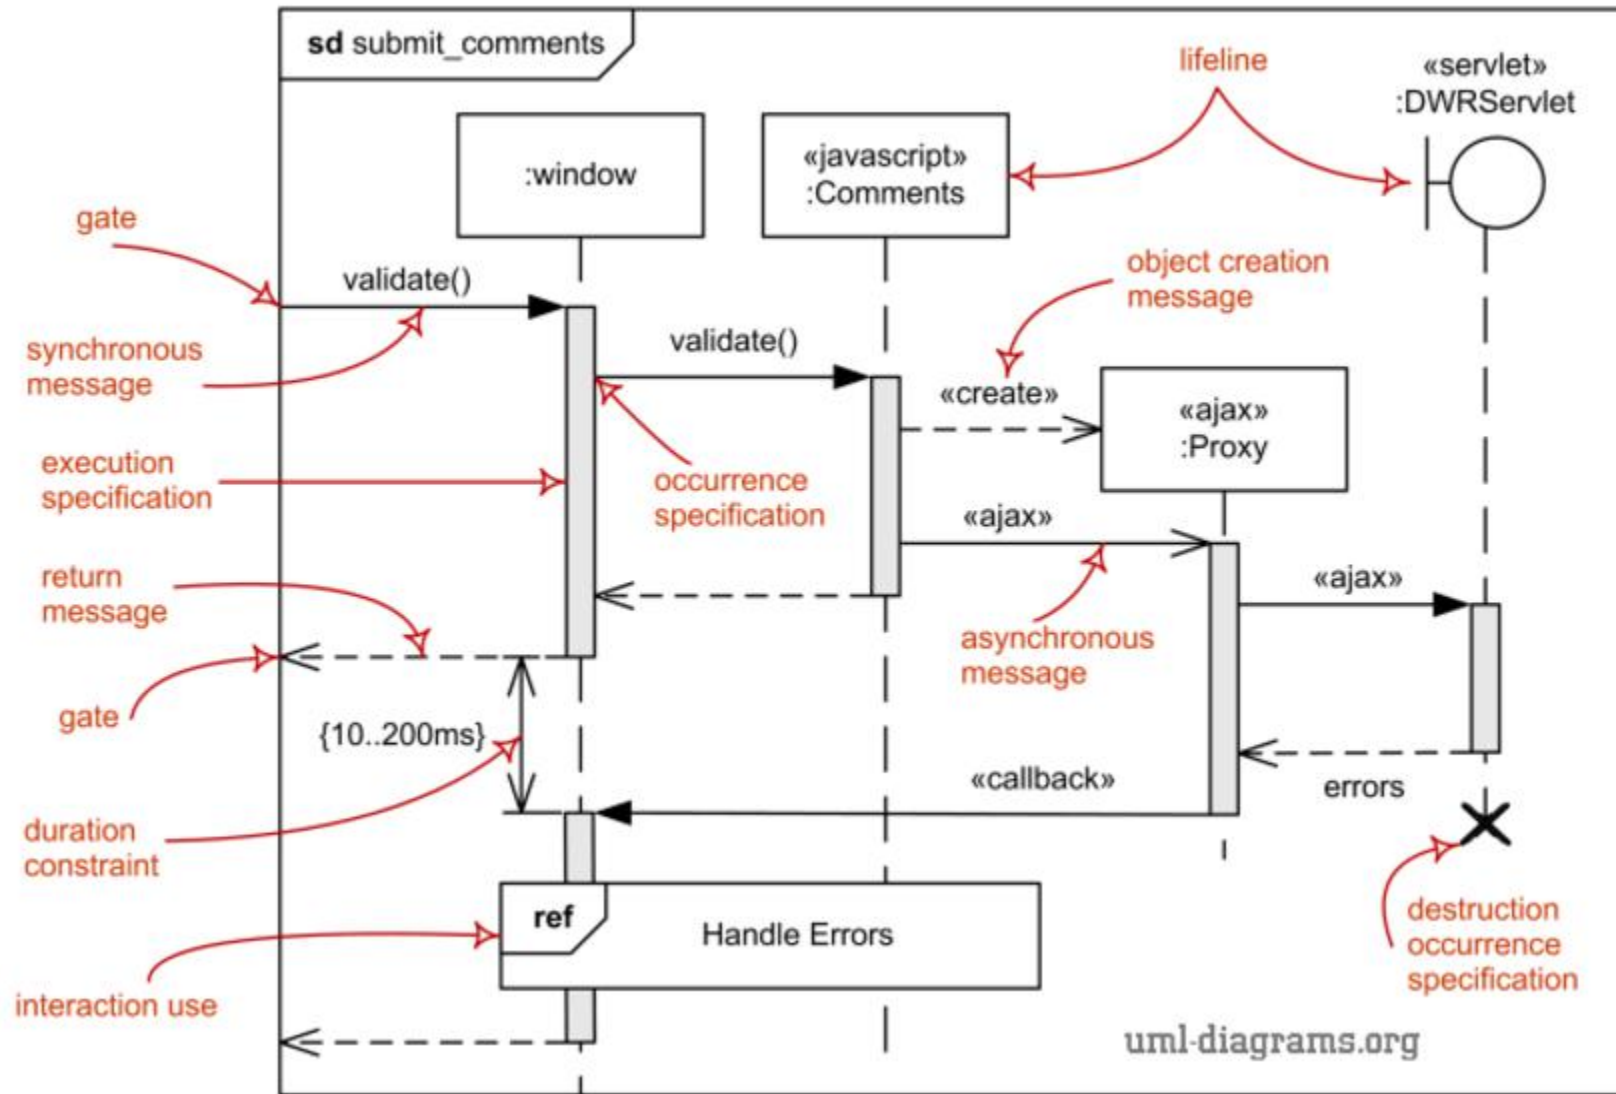 sd submit_comments
lifeline
«servlet»
:DWRServlet
:window
«javascript»
:Comments
gate
validate()
object creation
message
synchronous
message
validate()
«create»
«ajax»
:Proxy
execution
specification
occurrence
specification
«ajax»
return
message
«ajax»
asynchronous
message
gate
{10..200ms}
«callback»
errors
duration
constraint
ref
Handle Errors
destruction
occurrence
specification
interaction use
uml-diagrams.org